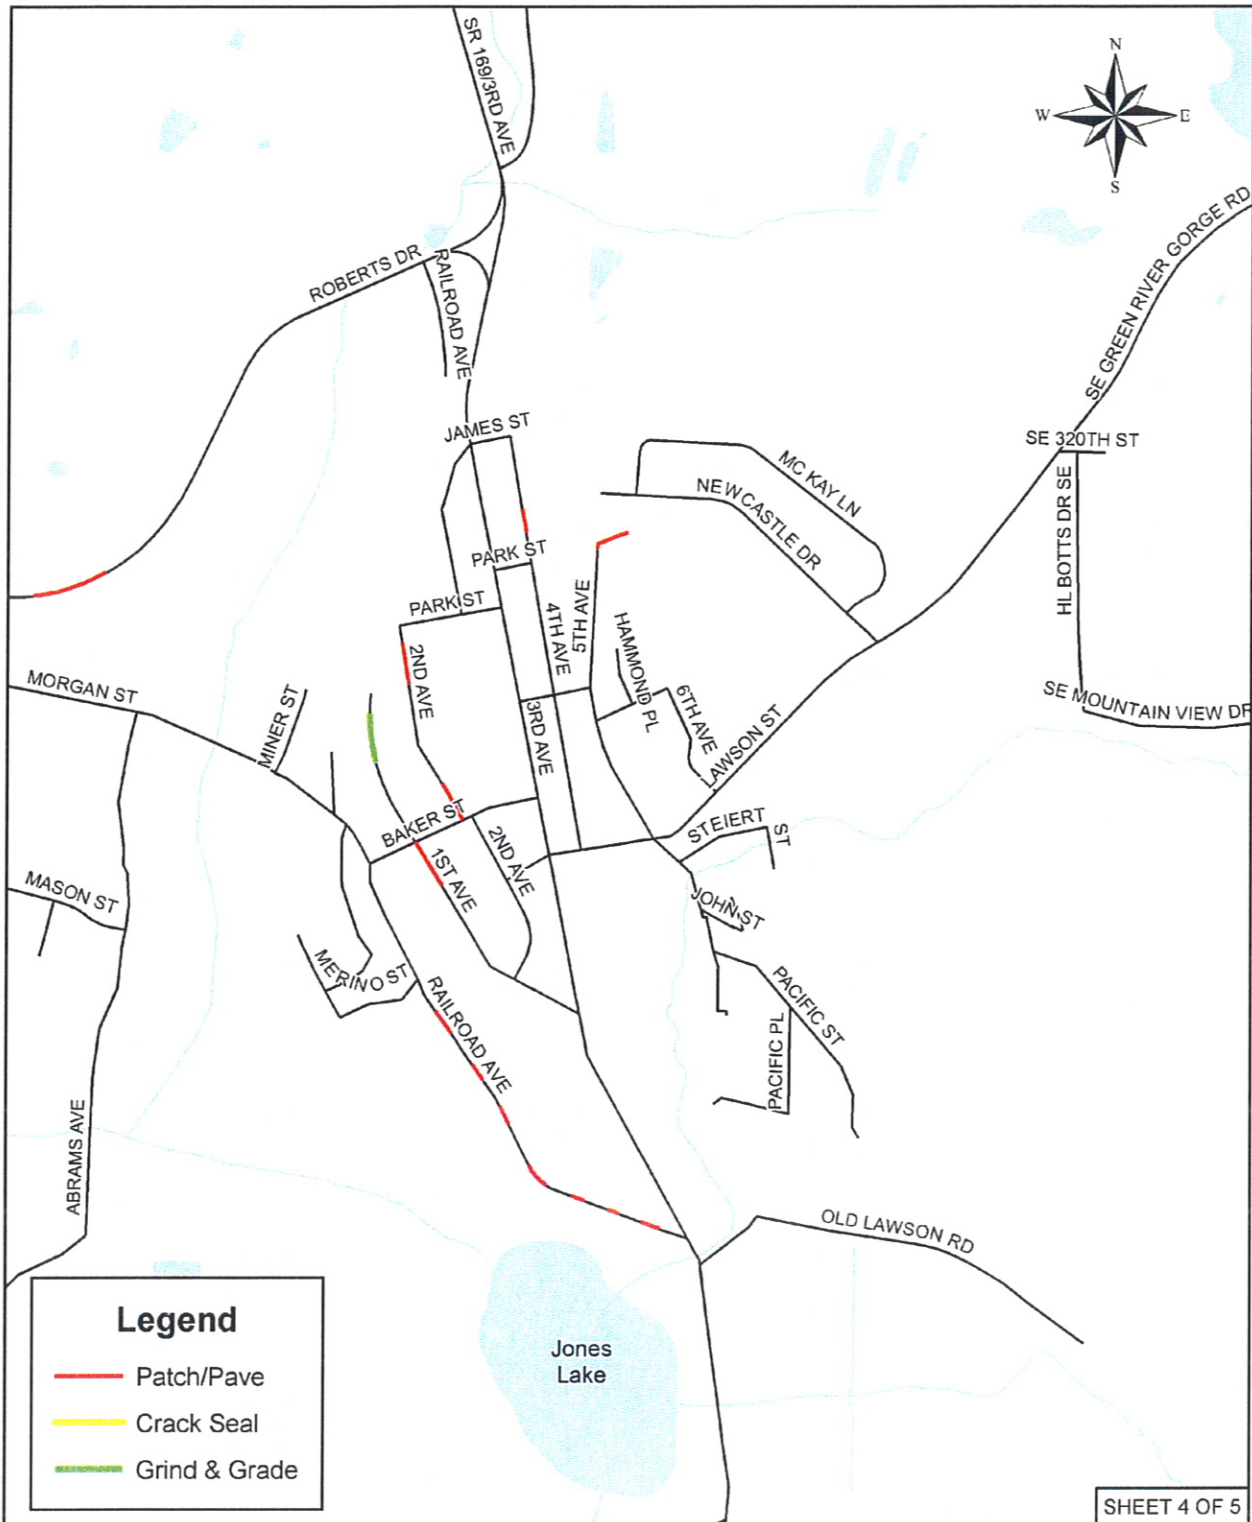 SR 169/3RD AVE
N
W
E
S
SE GREEN RIVER GORGE RD
ROBERTS DR
RAILROAD AVE
JAMES ST
SE 320TH ST
MC KAY LN
NEWCASTLE DR
HL BOTTS DR SE
PARK ST
PARK ST
4TH AVE
5TH AVE
HAMMOND PL
2ND AVE
6TH AVE
MORGAN ST
MINER ST
3RD AVE
SE MOUNTAIN VIEW DR
LAWSON ST
BAKER ST
2ND AVE
STEIERT ST
1ST AVE
MASON ST
JOHN ST
MERINO ST
RAILROAD AVE
PACIFIC ST
PACIFIC PL
ABRAMS AVE
OLD LAWSON RD
Jones
Lake
Legend
Patch/Pave
Crack Seal
Grind & Grade
SHEET 4 OF 5